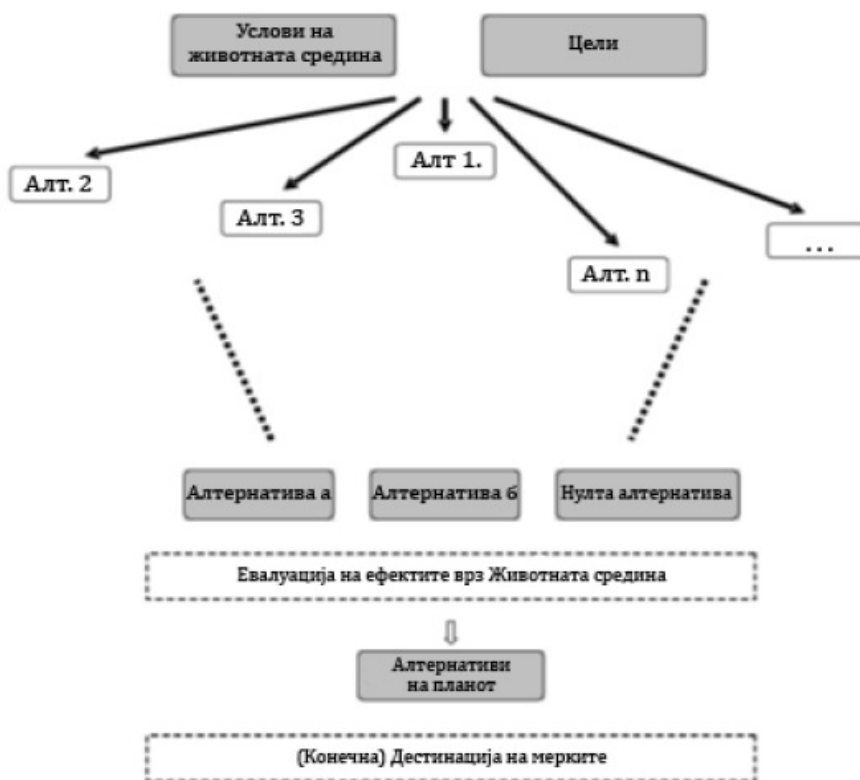 Услови на
животната средина
Цели
Алт 1.
Алт. 2
Алт. 3
...
Алт. n
Алтернатива а
Алтернатива б
Нулта алтернатива
Евалуација на ефектите врз Животната средина
Алтернативи
на планот
(Конечна) Дестинација на мерките